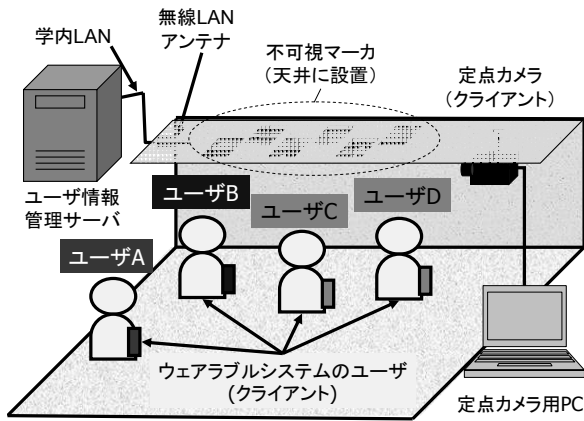 学内LAN
無線LAN
アンテナ
不可視マーカ
(天井に設置)
定点カメラ
(クライアント)
ユーザ情報
管理サーバ
ユーザB
ユーザC
ユーザD
ユーザA
ウェアラブルシステムのユーザ
(クライアント)
定点カメラ用PC